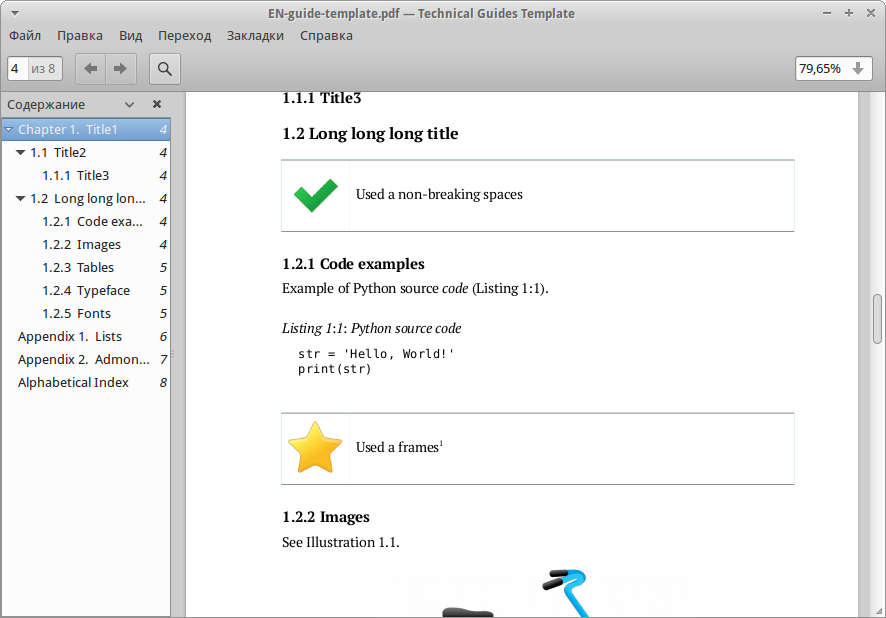 EN-guide-template.pdf — Technical Guides Template
Файл Правка Вид Переход Закладки Справка
4 из 8 79,65%
Содержание
Chapter 1. Title1 4
1.1 Title2 4
1.1.1 Title3 4
1.2 Long long lon... 4
1.2.1 Code exa... 4
1.2.2 Images 4
1.2.3 Tables 5
1.2.4 Typeface 5
1.2.5 Fonts 5
Appendix 1. Lists 6
Appendix 2. Admon... 7
Alphabetical Index 8
1.1.1 Title3
1.2 Long long long title
Used a non-breaking spaces
1.2.1 Code examples
Example of Python source code (Listing 1:1).
Listing 1:1: Python source code
str = 'Hello, World!'
print(str)
Used a frames1
1.2.2 Images
See Illustration 1.1.